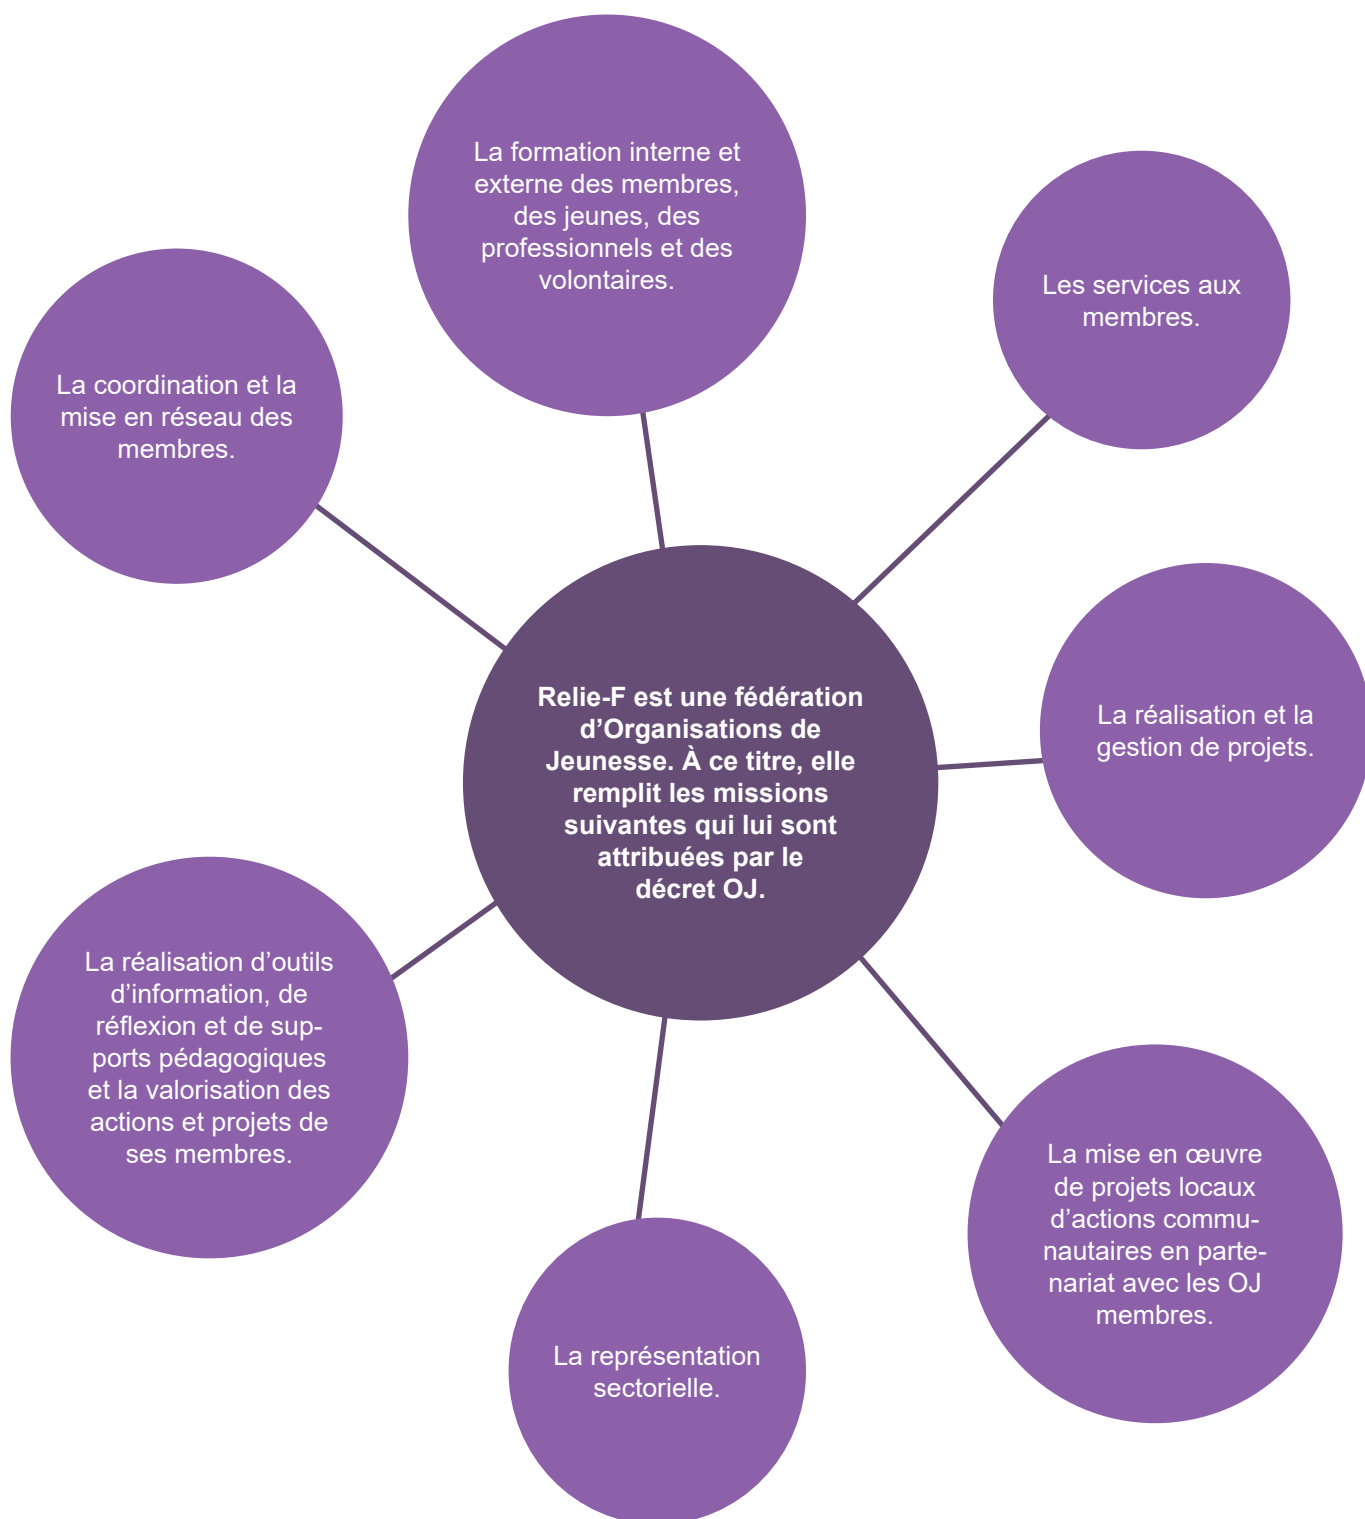 La formation interne et
externe des membres,
des jeunes, des
professionnels et des
volontaires.
Les services aux
membres.
La coordination et la
mise en réseau des
membres.
Relie-F est une fédération
d’Organisations de
Jeunesse. À ce titre, elle
remplit les missions
suivantes qui lui sont
attribuées par le
décret OJ.
La réalisation et la
gestion de projets.
La réalisation d’outils
d’information, de
réflexion et de sup-
ports pédagogiques
et la valorisation des
actions et projets de
ses membres.
La mise en œuvre
de projets locaux
d’actions commu-
nautaires en parte-
nariat avec les OJ
membres.
La représentation
sectorielle.